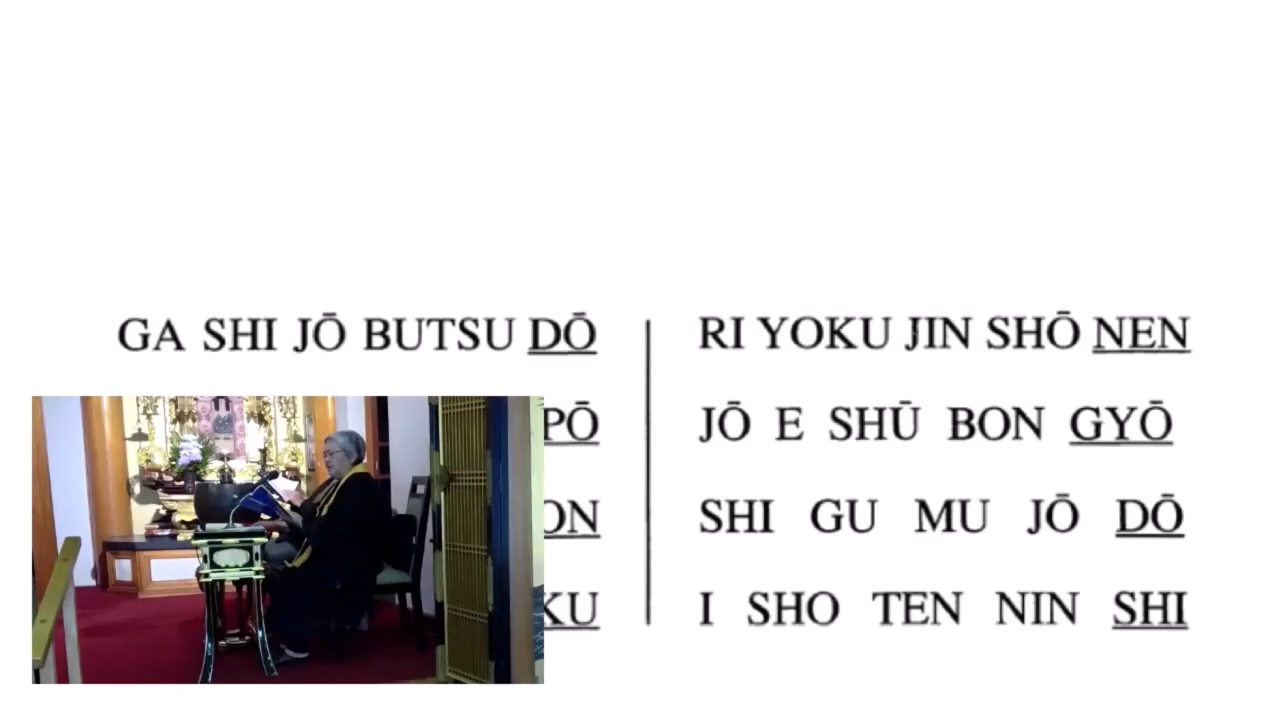 GA SHI JŌ BUTSU DŌ
RI YOKU JIN SHŌ NEN
JŌ E SHŪ BON GYŌ
SHI GU MU JŌ DŌ
I SHO TEN NIN SHI